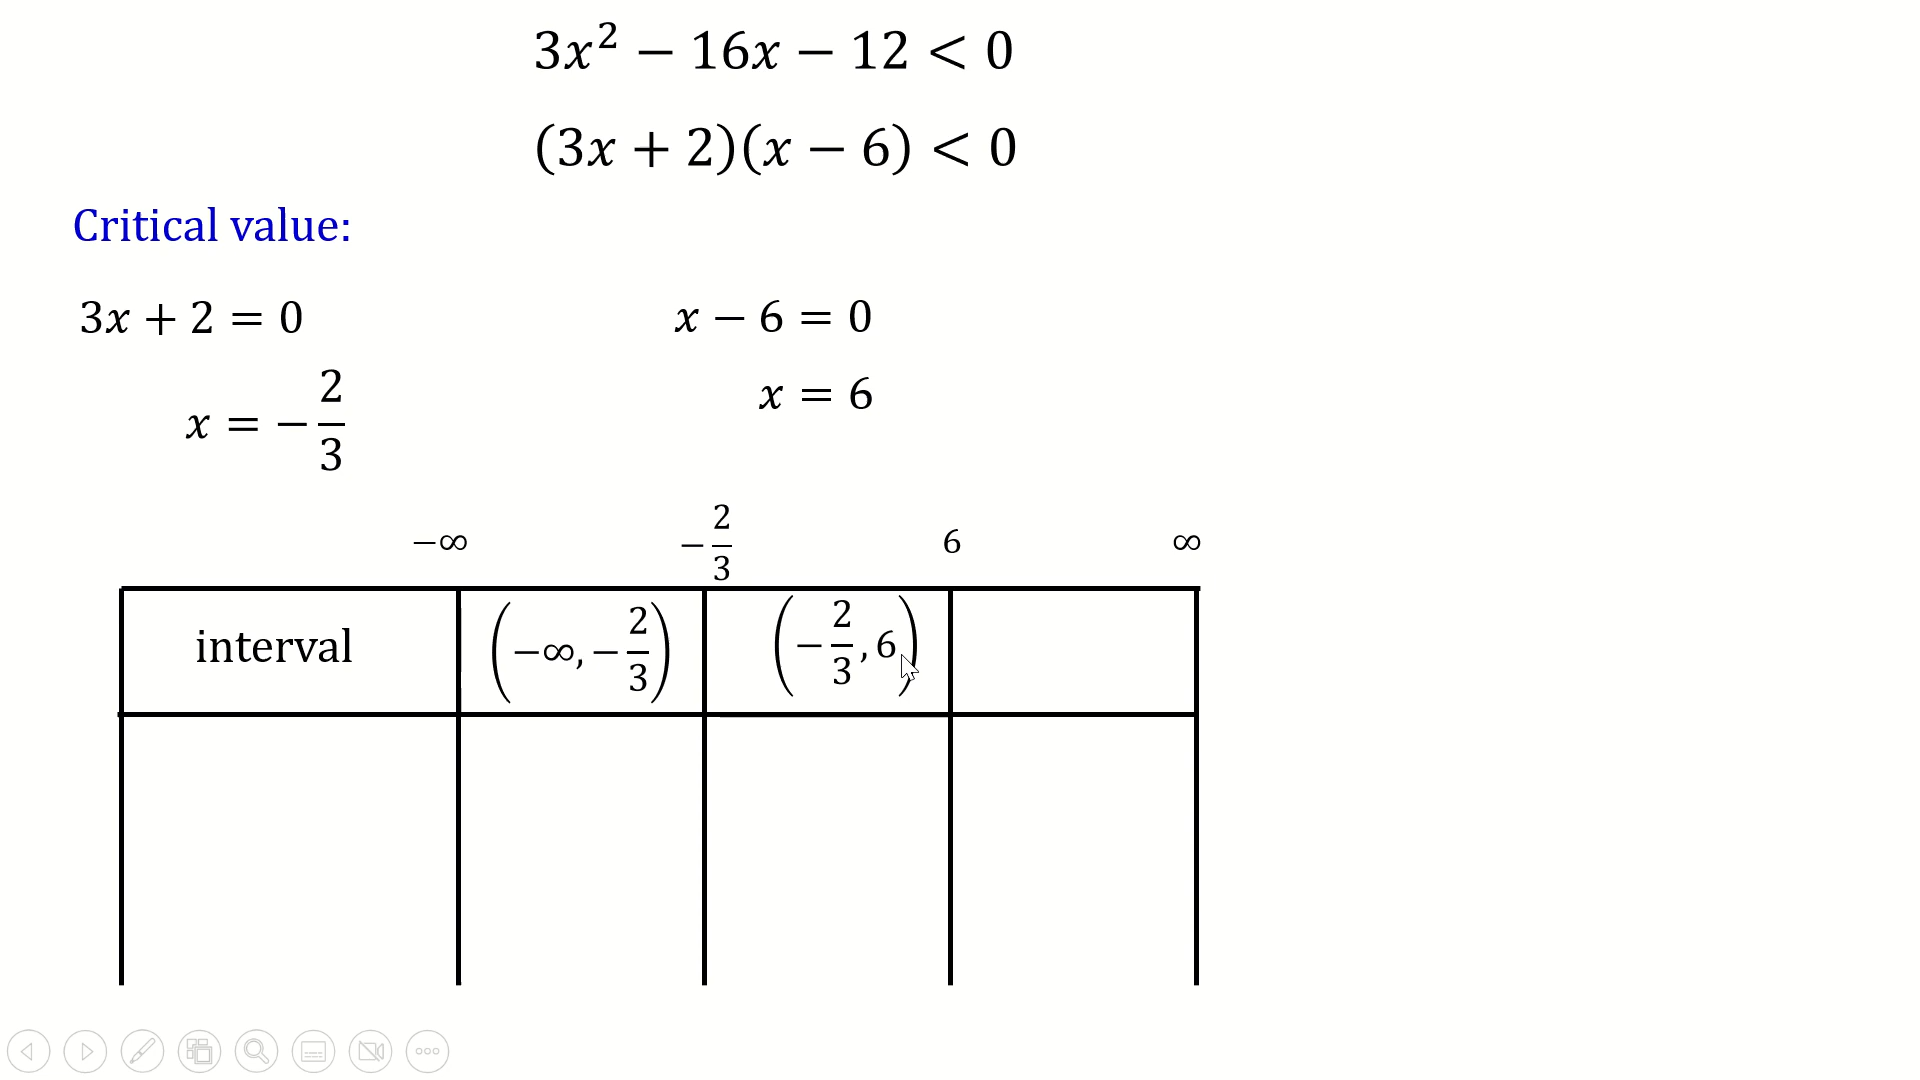 3x² − 16x − 12 < 0
(3x + 2)(x − 6) < 0
Critical value:
3x + 2 = 0
x − 6 = 0
x = −2/3
x = 6
−∞ −2/3 6 ∞
interval (−∞, −2/3) (−2/3, 6)